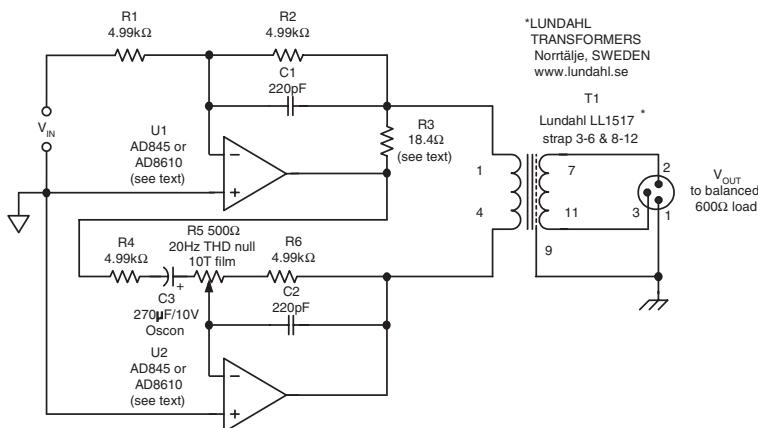 R1
4.99kΩ
R2
4.99kΩ
C1
220pF
*LUNDAHL
TRANSFORMERS
Norrtälje, SWEDEN
www.lundahl.se
T1
Lundahl LL1517 *
strap 3-6 & 8-12
VIN
U1
AD845 or
AD8610
(see text)
−
+
R3
18.4Ω
(see text)
1
4
7
11
9
2
3
1
VOUT
to balanced
600Ω load
R4
4.99kΩ
C3
+
270µF/10V
Oscon
R5 500Ω
20Hz THD null
10T film
R6
4.99kΩ
C2
220pF
U2
AD845 or
AD8610
(see text)
−
+